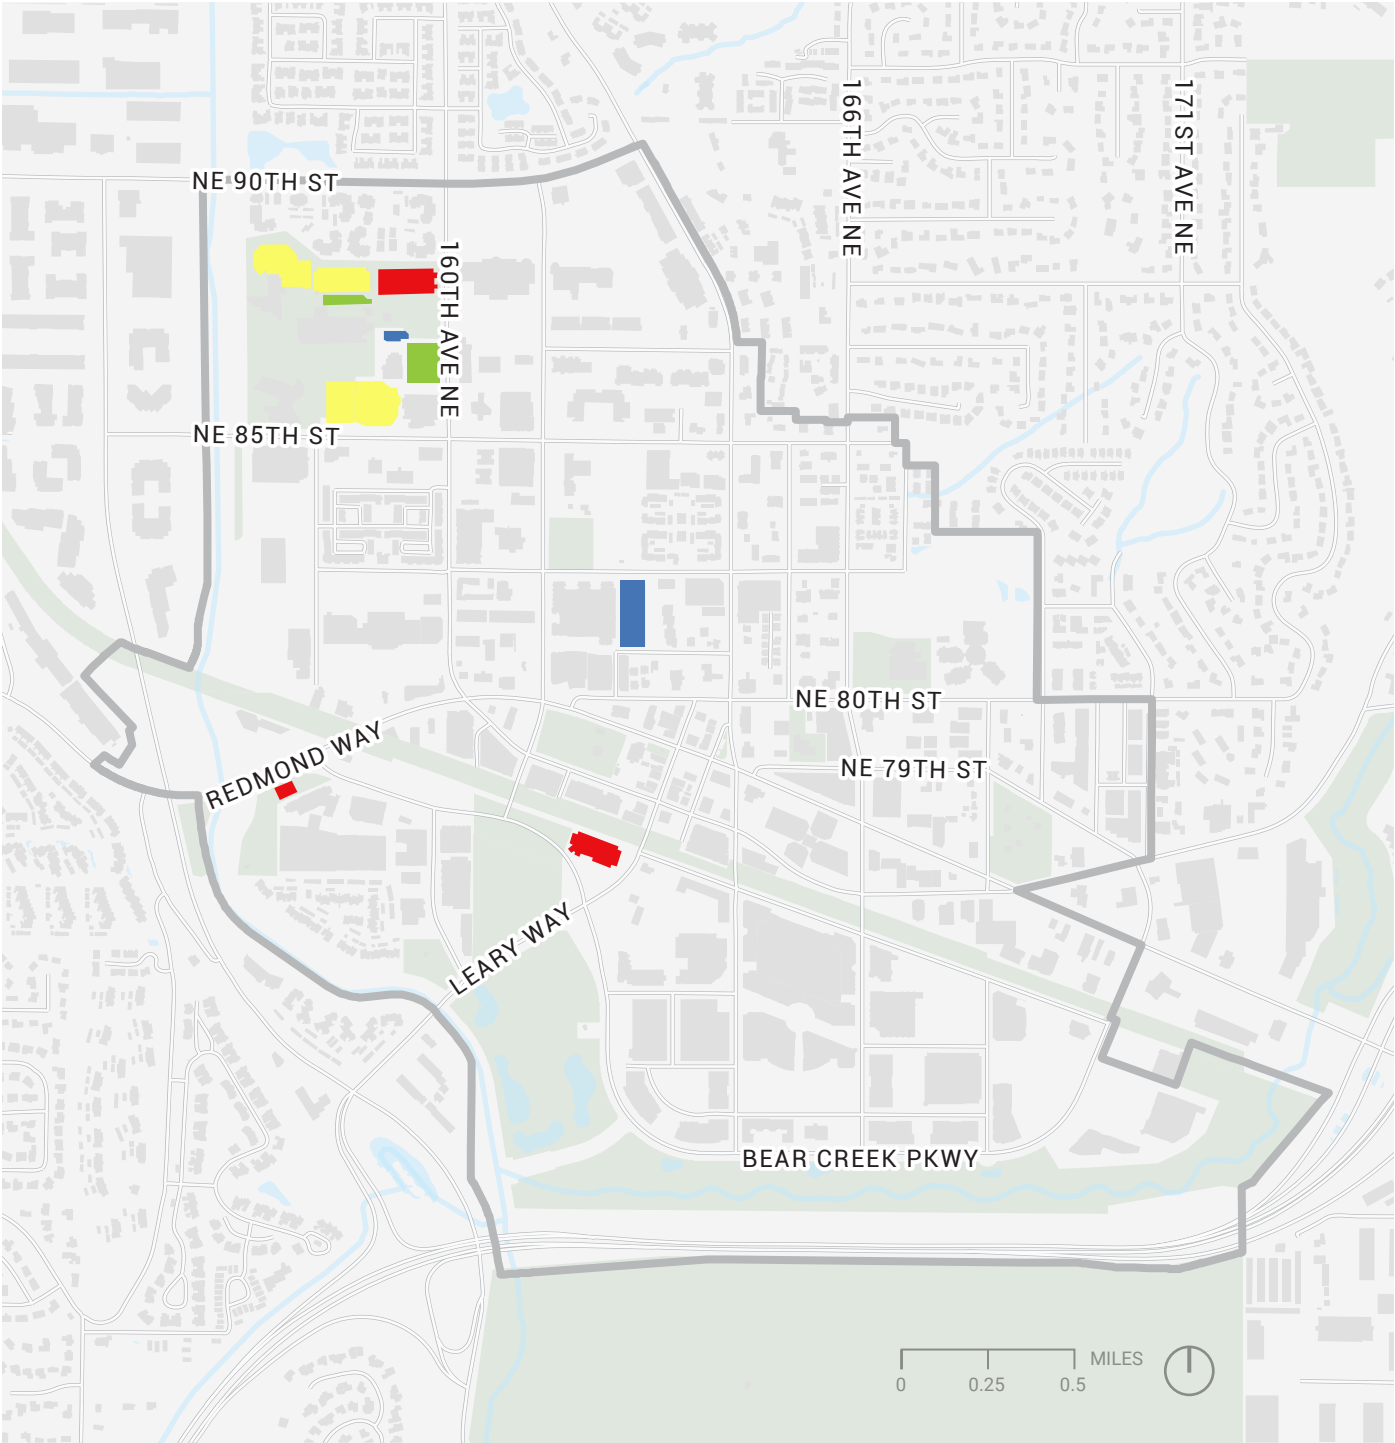 166TH AVE NE
171ST AVE NE
NE 90TH ST
160TH AVE NE
NE 85TH ST
NE 80TH ST
REDMOND WAY
NE 79TH ST
LEARY WAY
BEAR CREEK PKWY
MILES
0 0.25 0.5